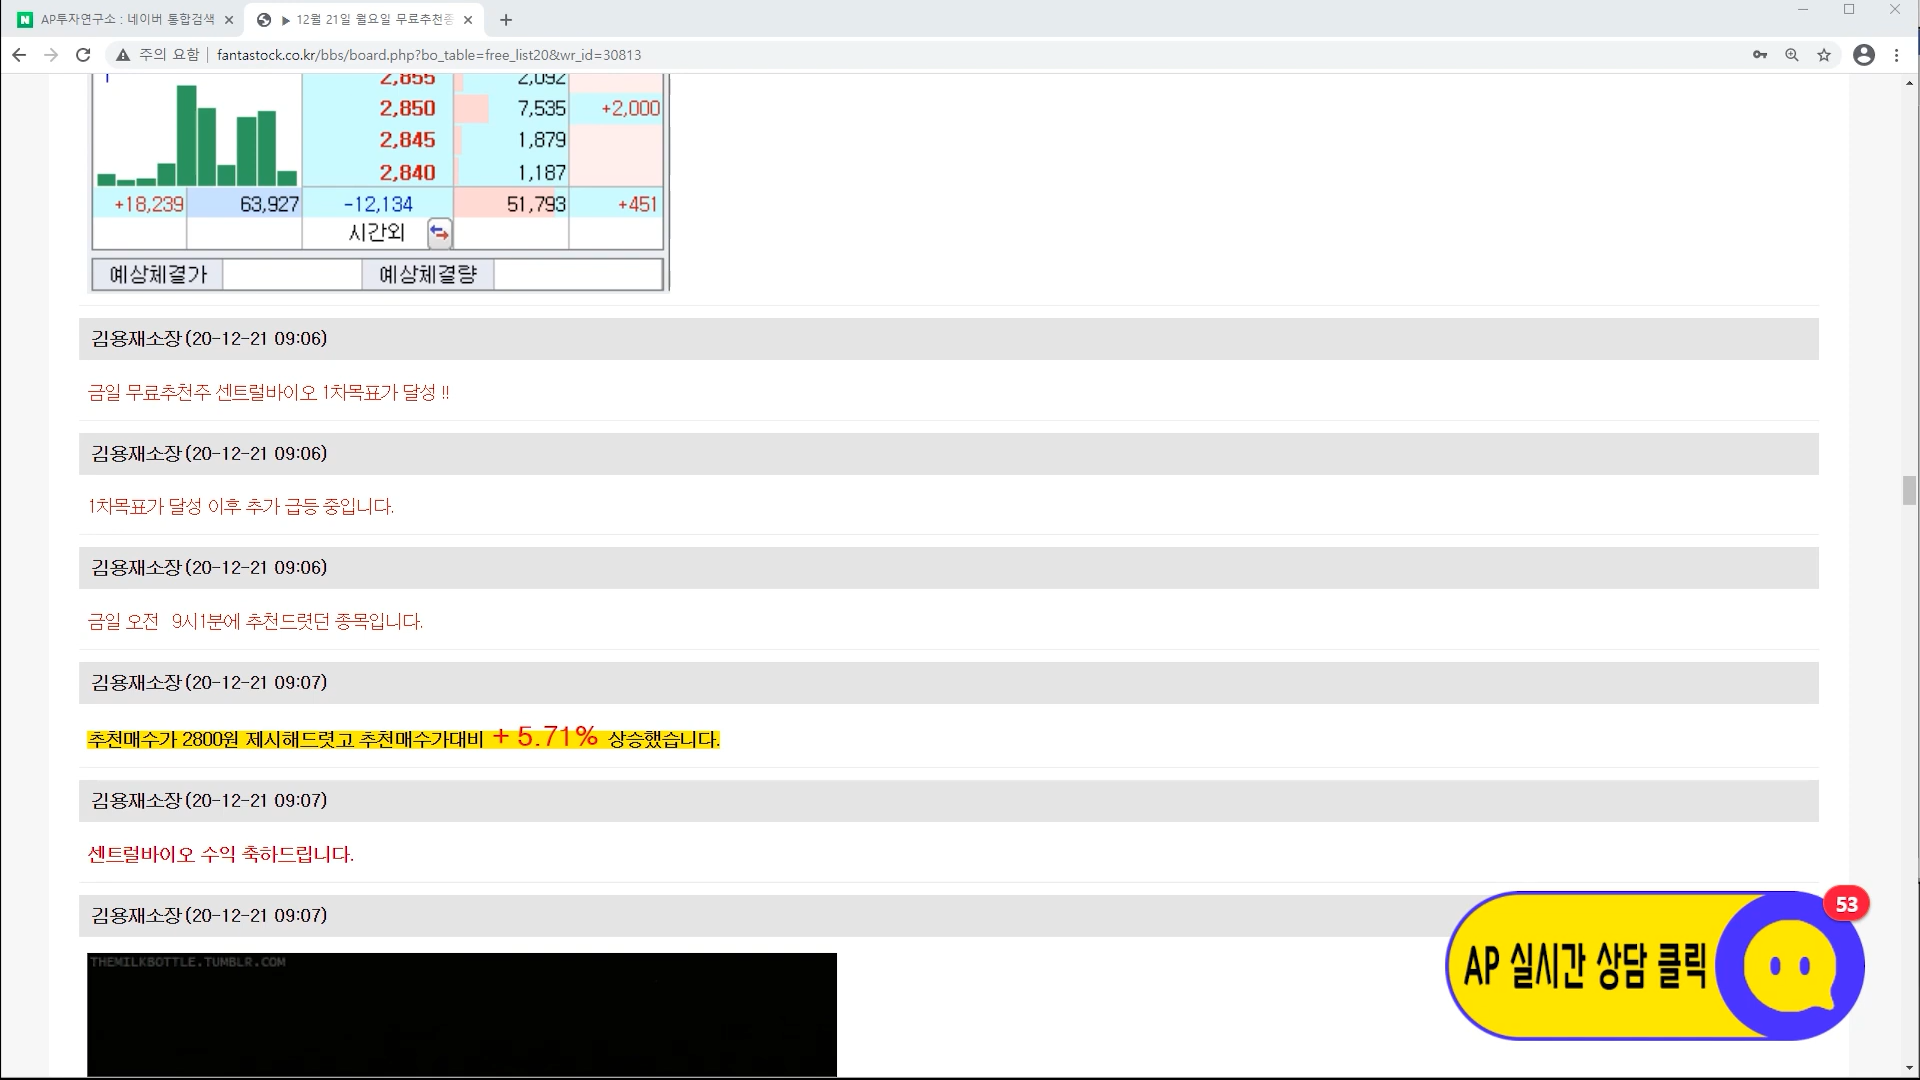 AP투자연구소 : 네이버 통합검색
▶ 12월 21일 월요일 무료추천종
주의 요함
fantastock.co.kr/bbs/board.php?bo_table=free_list20&wr_id=30813
2,855 2,092
2,850 7,535 +2,000
2,845 1,879
2,840 1,187
+18,239 63,927 -12,134 51,793 +451
시간외
예상체결가 예상체결량
김용재소장 (20-12-21 09:06)
금일 무료추천주 센트럴바이오 1차목표가 달성 !!
김용재소장 (20-12-21 09:06)
1차목표가 달성 이후 추가 급등 중입니다.
김용재소장 (20-12-21 09:06)
금일 오전 9시1분에 추천드렷던 종목입니다.
김용재소장 (20-12-21 09:07)
추천매수가 2800원 제시해드렷고 추천매수가대비 + 5.71% 상승했습니다.
김용재소장 (20-12-21 09:07)
센트럴바이오 수익 축하드립니다.
김용재소장 (20-12-21 09:07)
THEMILKBOTTLE.TUMBLR.COM
53
AP 실시간 상담 클릭